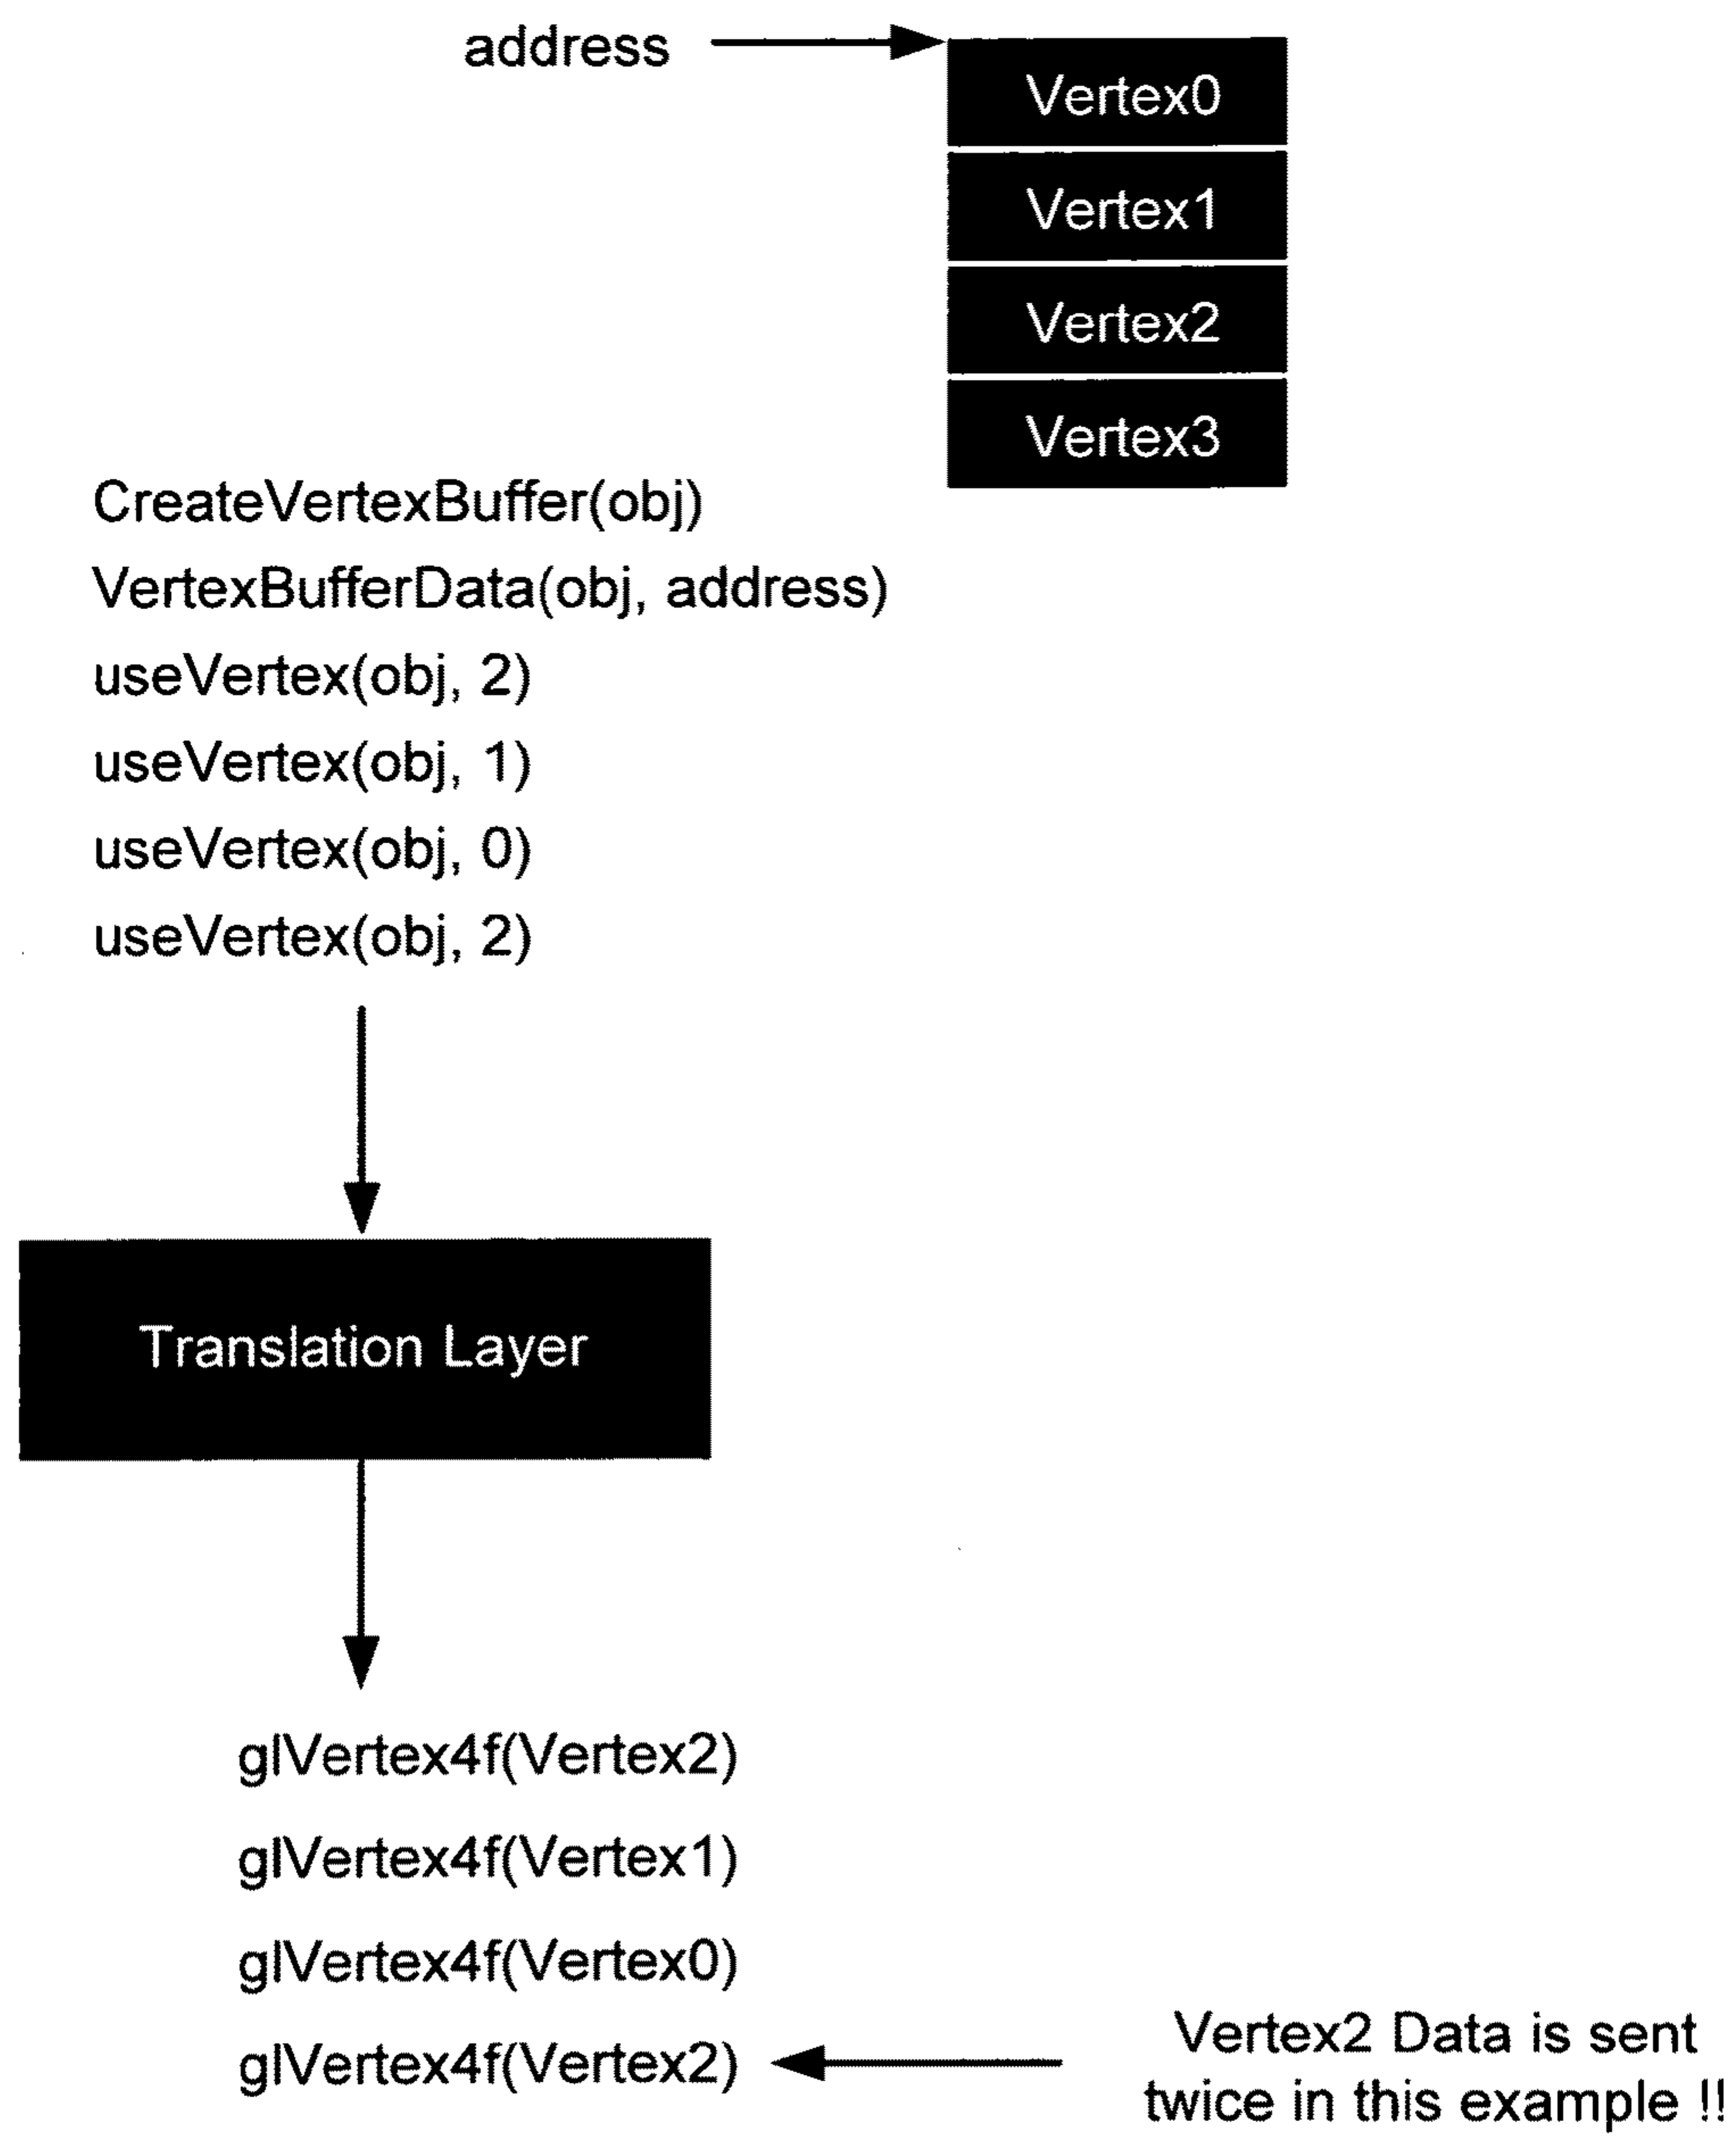 address
Vertex0
Vertex1
Vertex2
Vertex3
CreateVertexBuffer(obj)
VertexBufferData(obj, address)
useVertex(obj, 2)
useVertex(obj, 1)
useVertex(obj, 0)
useVertex(obj, 2)
Translation Layer
glVertex4f(Vertex2)
glVertex4f(Vertex1)
glVertex4f(Vertex0)
glVertex4f(Vertex2)
Vertex2 Data is sent
twice in this example !!